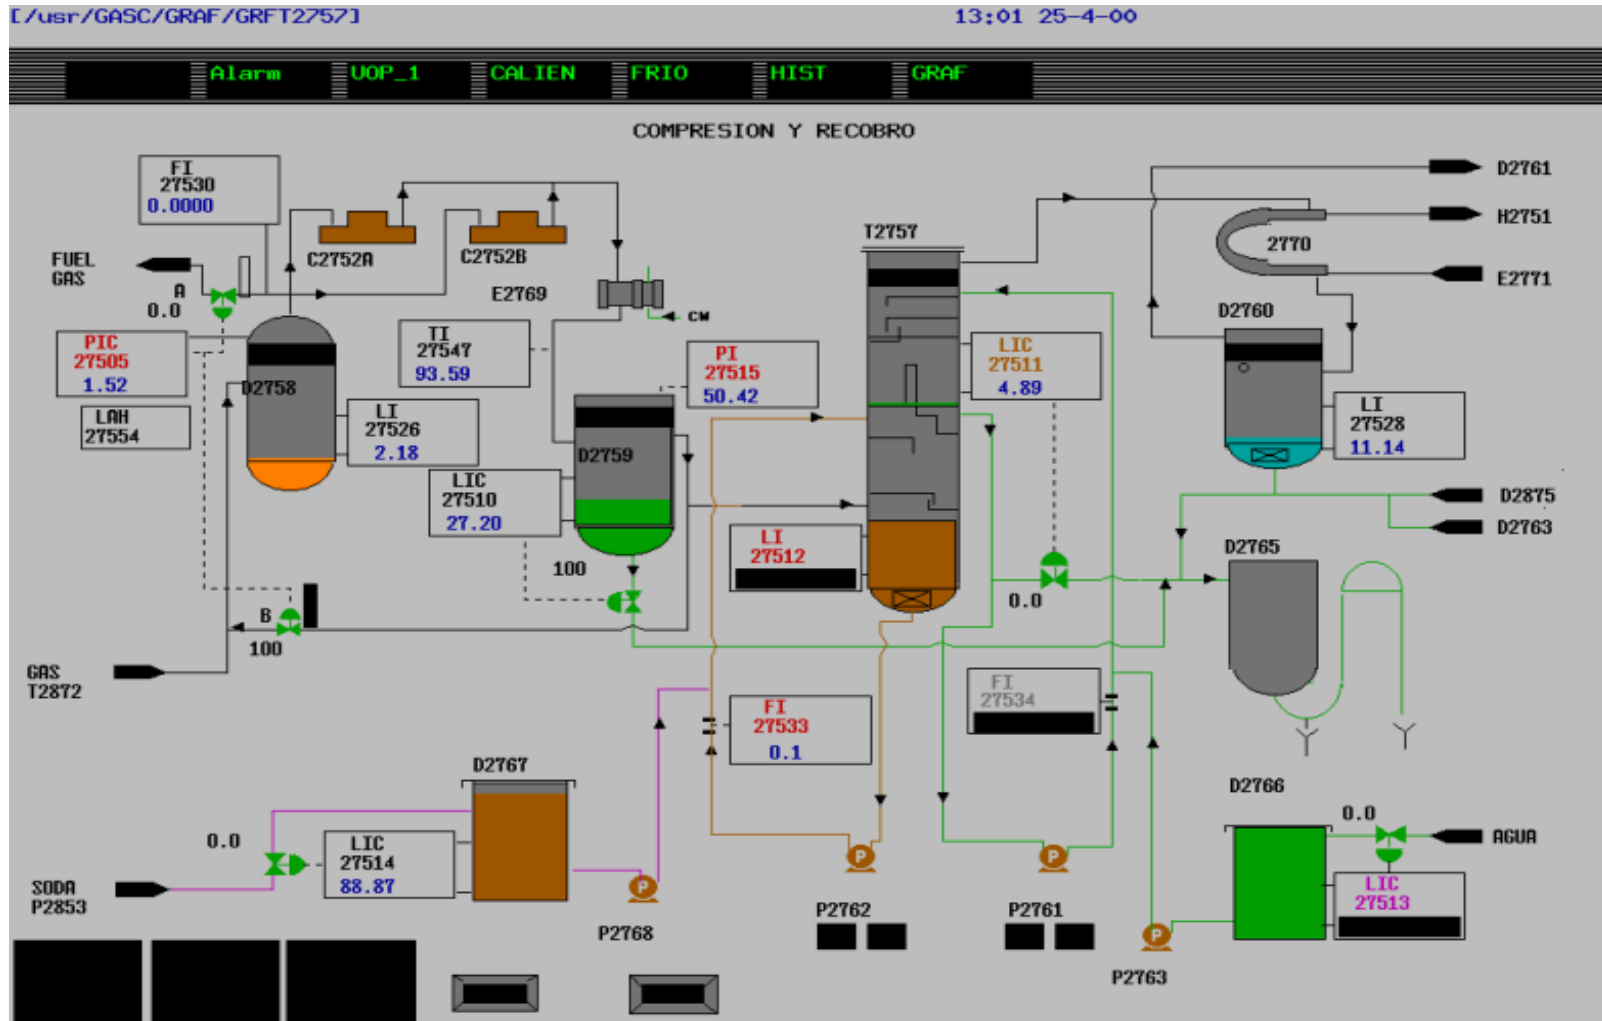 [/usr/GASC/GRAF/GRFT2757]
13:01 25-4-00
Alarm UOP_1 CALIEN FRIO HIST GRAF
COMPRESION Y RECOBRO
FI
27530
0.0000
FUEL
GAS
A
0.0
C2752A
C2752B
E2769
CW
T2757
D2761
H2751
2770
E2771
D2760
PIC
27505
1.52
LAH
27554
D2758
LI
27526
2.18
TI
27547
93.59
PI
27515
50.42
D2759
LIC
27510
27.20
100
LIC
27511
4.89
LI
27528
11.14
D2875
D2763
LI
27512
0.0
D2765
B
100
GAS
T2872
FI
27533
0.1
FI
27534
D2767
0.0
LIC
27514
88.87
SODA
P2853
P
P2768
P
P2762
P
P2761
P
P2763
D2766
0.0
AGUA
LIC
27513